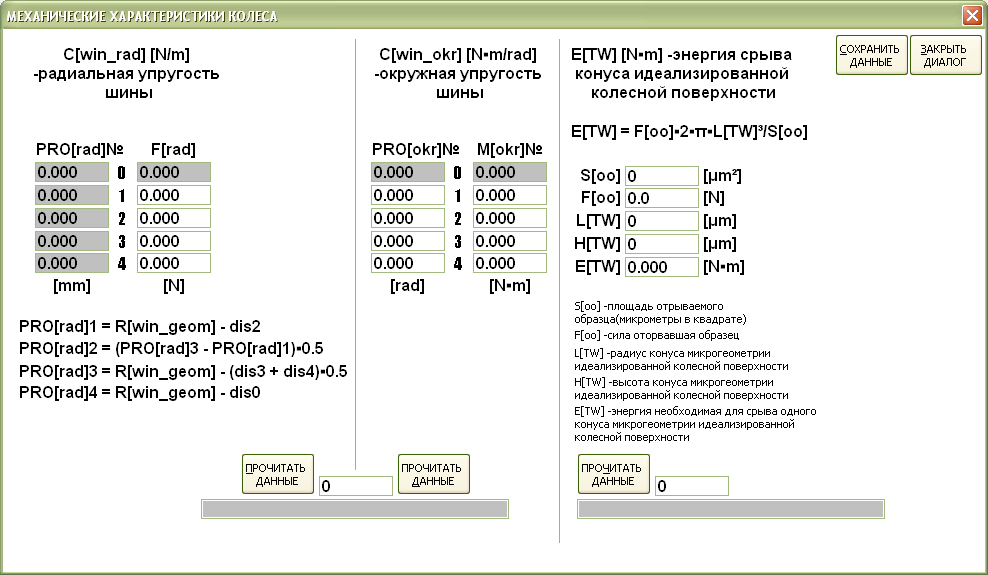 МЕХАНИЧЕСКИЕ ХАРАКТЕРИСТИКИ КОЛЕСА
C[win_rad] [N/m]
-радиальная упругость
шины
PRO[rad]№ F[rad]
0.000 0 0.000
0.000 1 0.000
0.000 2 0.000
0.000 3 0.000
0.000 4 0.000
[mm] [N]
PRO[rad]1 = R[win_geom] - dis2
PRO[rad]2 = (PRO[rad]3 - PRO[rad]1)▪0.5
PRO[rad]3 = R[win_geom] - (dis3 + dis4)▪0.5
PRO[rad]4 = R[win_geom] - dis0
C[win_okr] [N▪m/rad]
-окружная упругость
шины
PRO[okr]№ M[okr]№
0.000 0 0.000
0.000 1 0.000
0.000 2 0.000
0.000 3 0.000
0.000 4 0.000
[rad] [N▪m]
ПРОЧИТАТЬ
ДАННЫЕ
0
ПРОЧИТАТЬ
ДАННЫЕ
E[TW] [N▪m] -энергия срыва
конуса идеализированной
колесной поверхности
СОХРАНИТЬ
ДАННЫЕ
ЗАКРЫТЬ
ДИАЛОГ
E[TW] = F[oo]▪2▪π▪L[TW]³/S[oo]
S[oo] 0 [µm²]
F[oo] 0.0 [N]
L[TW] 0 [µm]
H[TW] 0 [µm]
E[TW] 0.000 [N▪m]
S[oo] -площадь отрываемого
образца(микрометры в квадрате)
F[oo] -сила оторвавшая образец
L[TW] -радиус конуса микрогеометрии
идеализированной колесной поверхности
H[TW] -высота конуса микрогеометрии
идеализированной колесной поверхности
E[TW] -энергия необходимая для срыва одного
конуса микрогеометрии идеализированной
колесной поверхности
ПРОЧИТАТЬ
ДАННЫЕ
0